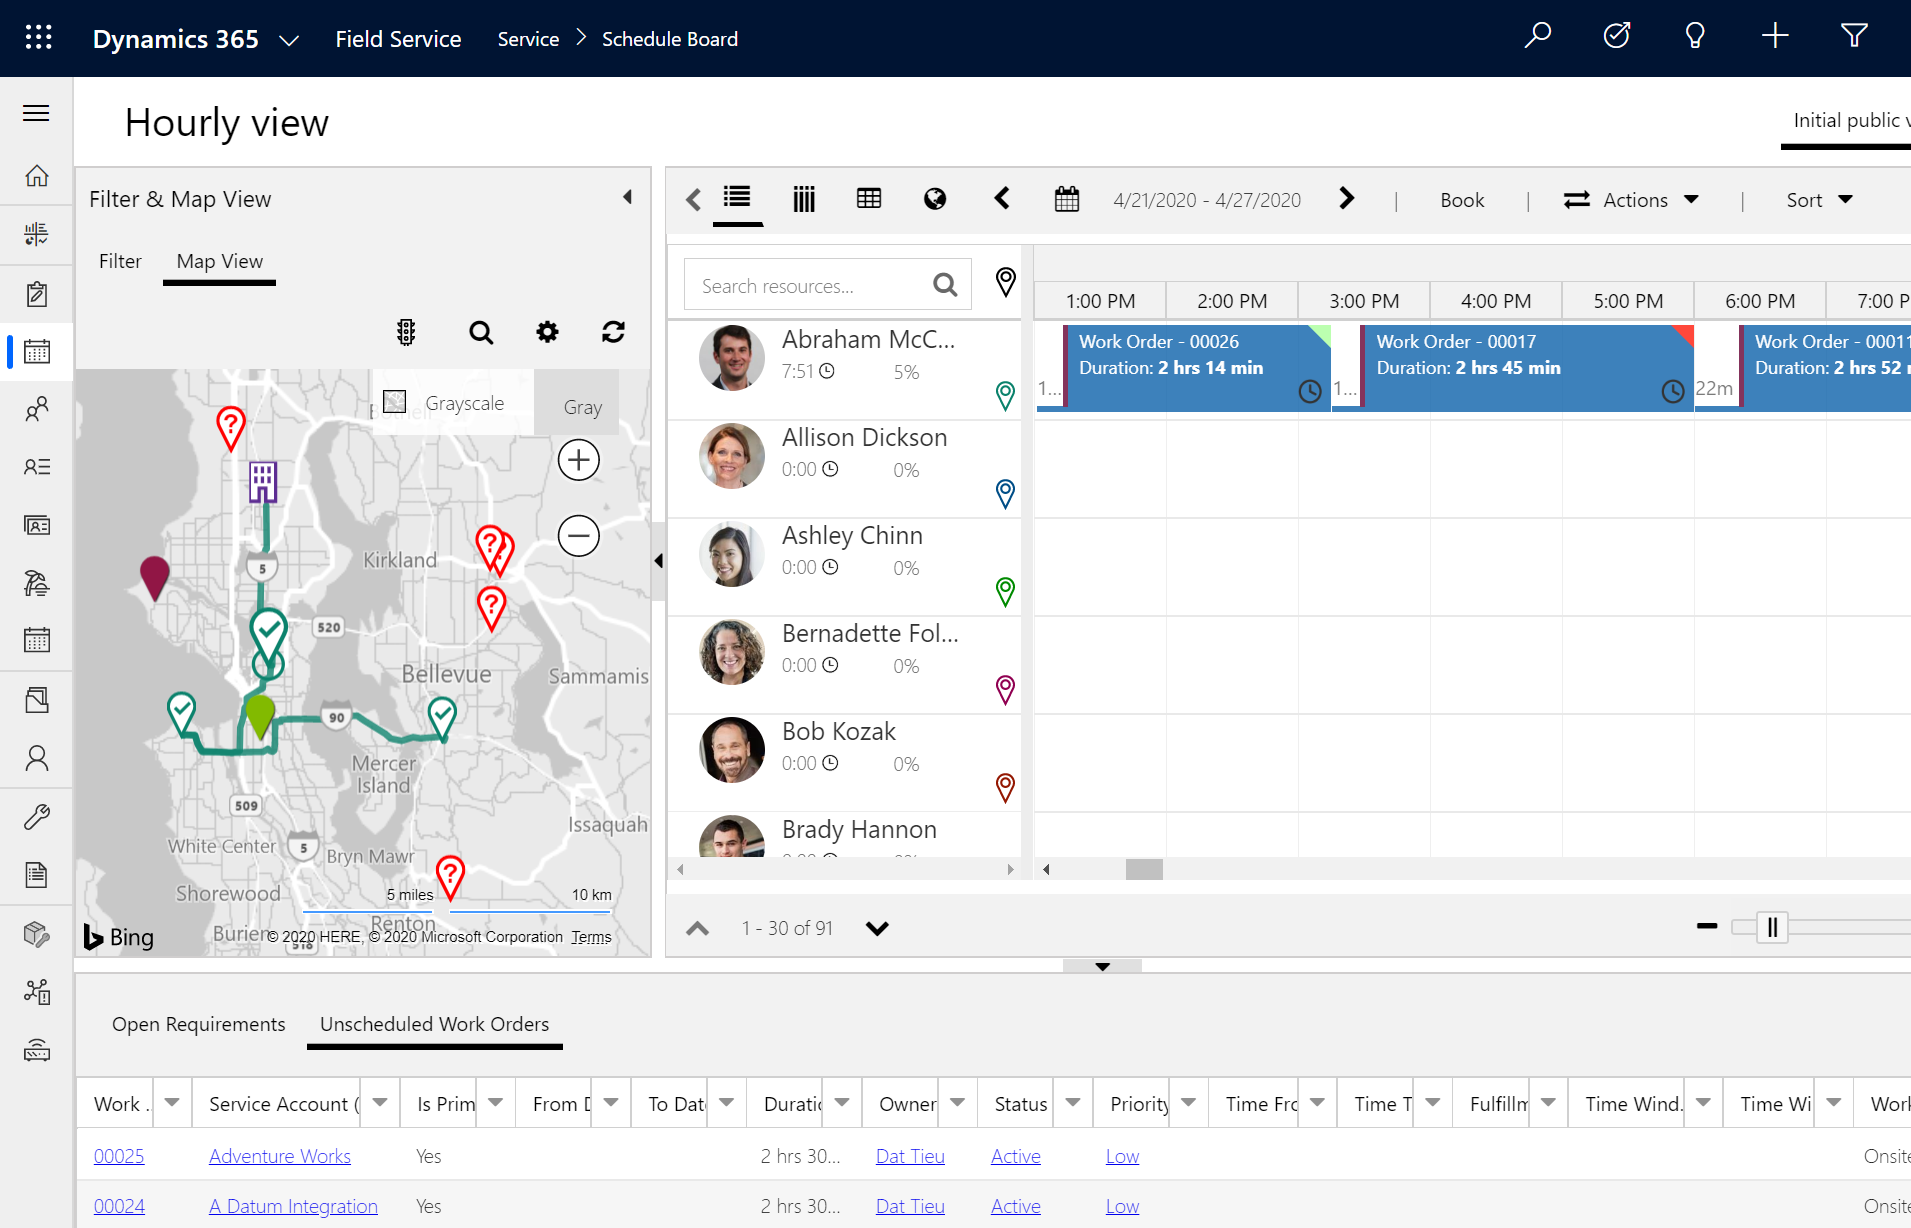 Dynamics 365 Field Service Service > Schedule Board
Hourly view
Initial public v
Filter & Map View
Filter Map View
Grayscale Gray
Kirkland
5
520
Bellevue
Sammamis
90
Mercer
Island
509
Issaquah
White Center
5
Bryn Mawr
Shorewood
5 miles 10 km
Renton
Burien
518
Bing
© 2020 HERE, © 2020 Microsoft Corporation Terms
4/21/2020 - 4/27/2020 | Book | Actions | Sort
Search resources...
1:00 PM 2:00 PM 3:00 PM 4:00 PM 5:00 PM 6:00 PM 7:00 P
Abraham McC...
7:51 5%
1...
Work Order - 00026
Duration: 2 hrs 14 min
1...
Work Order - 00017
Duration: 2 hrs 45 min
22m
Work Order - 00011
Duration: 2 hrs 52
Allison Dickson
0:00 0%
Ashley Chinn
0:00 0%
Bernadette Fol...
0:00 0%
Bob Kozak
0:00 0%
Brady Hannon
1 - 30 of 91
Open Requirements Unscheduled Work Orders
Work .. Service Account ( Is Prim From D To Dat Duratic Owner Status Priority Time Frc Time T Fulfillm Time Wind. Time Wi Work
00025 Adventure Works Yes 2 hrs 30... Dat Tieu Active Low Onsite
00024 A Datum Integration Yes 2 hrs 30... Dat Tieu Active Low Onsite